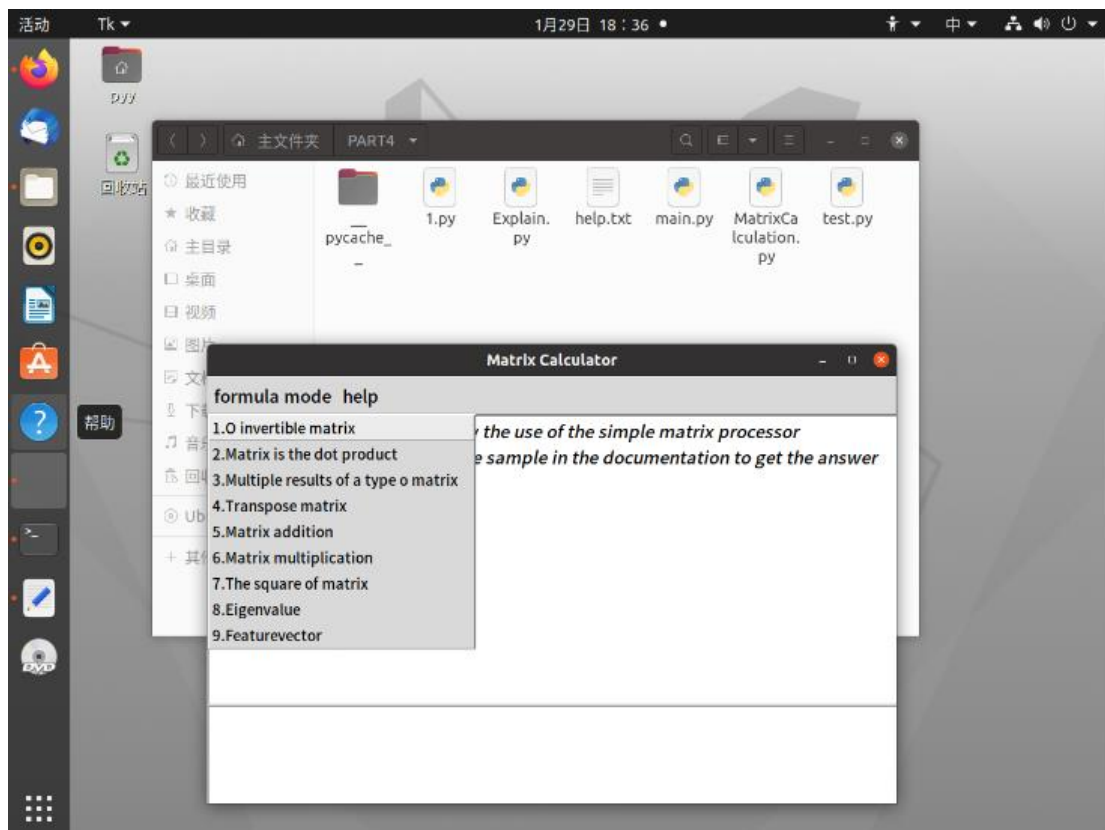 活动 Tk 1月29日 18：36 中
pyy
回收站
主文件夹 PART4
最近使用
收藏
主目录
桌面
视频
图片
__pycache_
_
1.py
Explain.
py
help.txt
main.py
MatrixCa
lculation.
py
test.py
Matrix Calculator
formula mode help
1.O invertible matrix
2.Matrix is the dot product
3.Multiple results of a type o matrix
4.Transpose matrix
5.Matrix addition
6.Matrix multiplication
7.The square of matrix
8.Eigenvalue
9.Featurevector
the use of the simple matrix processor
sample in the documentation to get the answer
帮助
Ub
DVD